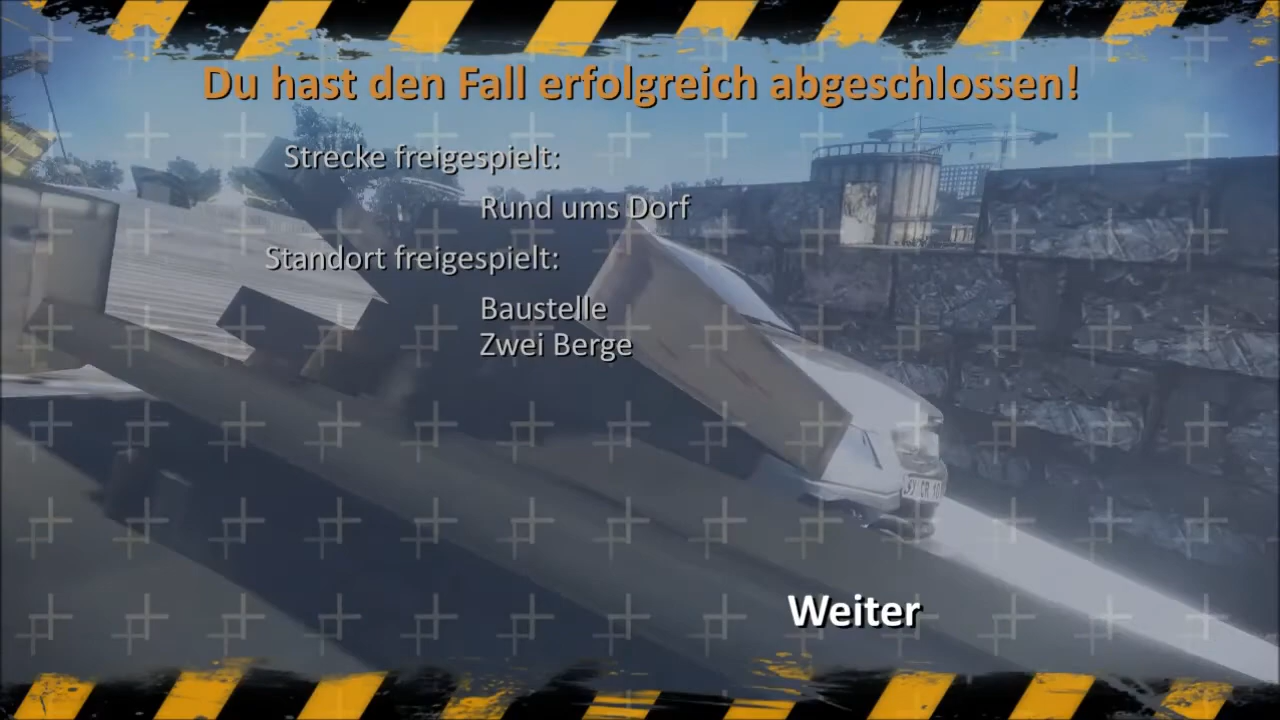 Du hast den Fall erfolgreich abgeschlossen!
Strecke freigespielt:
Rund ums Dorf
Standort freigespielt:
Baustelle
Zwei Berge
Weiter